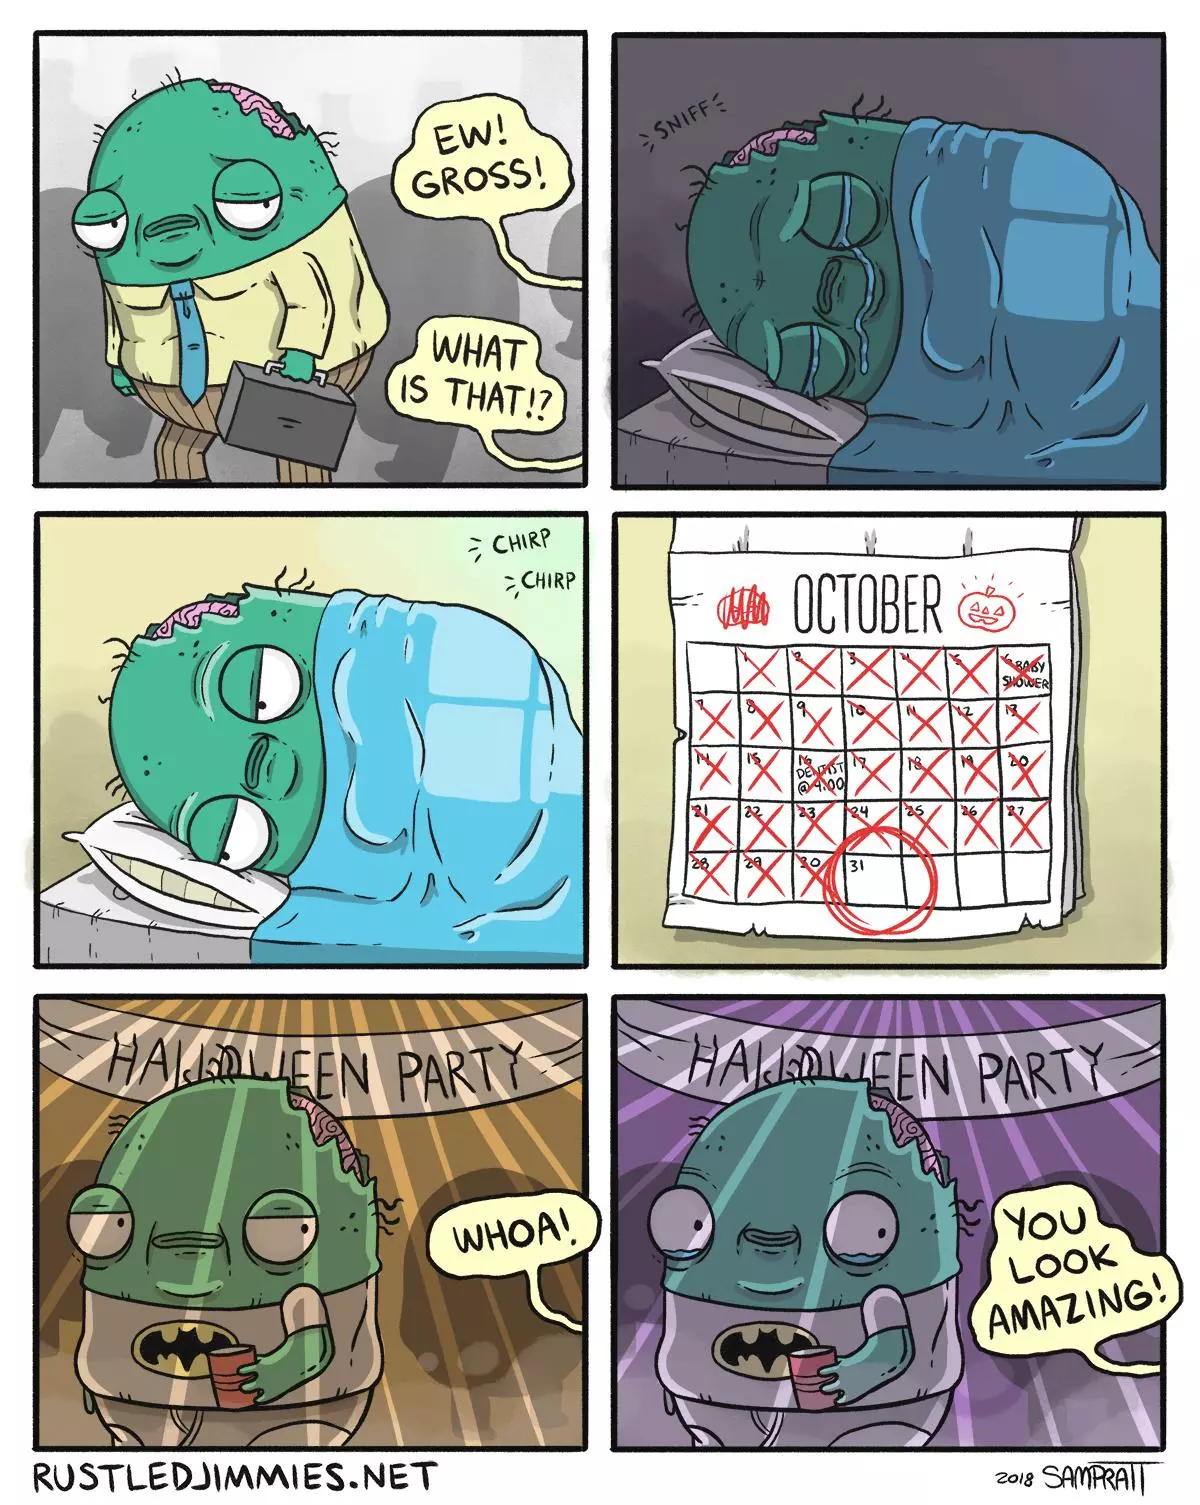 EW!
GROSS!
WHAT
IS THAT!?
SNIFF
CHIRP
CHIRP
OCTOBER
1 2 3 4 5 6 BABY
SHOWER
7 8 9 10 11 12 13
14 15 16 17 18 19 20
DENTIST
@ 4:00
21 22 23 24 25 26 27
28 29 30 31
HALLOWEEN PARTY
WHOA!
HALLOWEEN PARTY
YOU
LOOK
AMAZING!
RUSTLEDJIMMIES.NET
2018 SAMPRATT